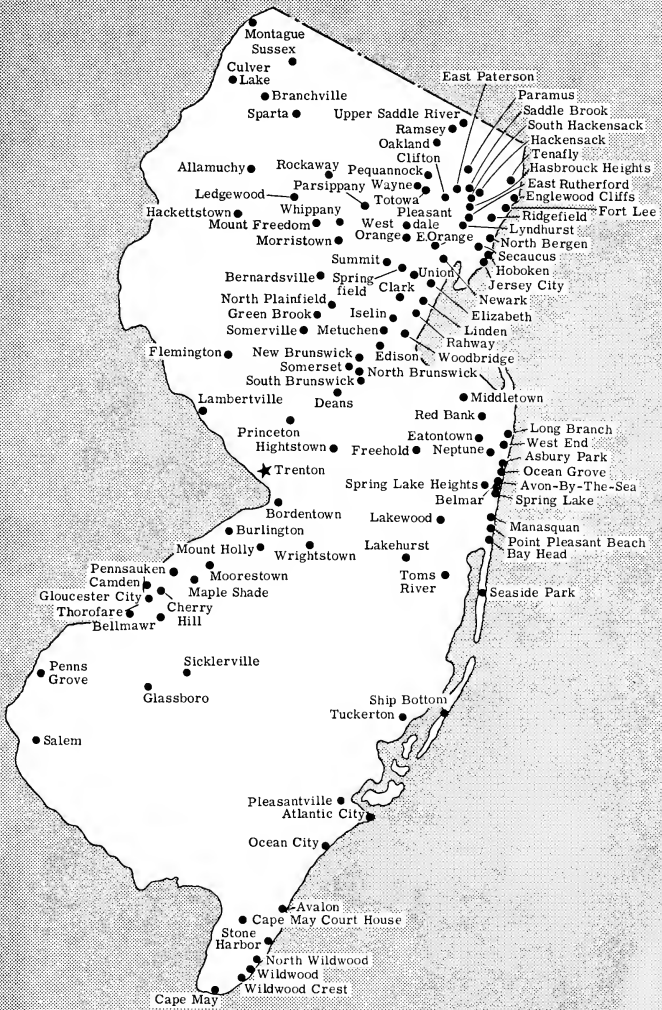 Montague
Sussex
Culver
Lake
Branchville
Sparta
East Paterson
Paramus
Saddle Brook
South Hackensack
Hackensack
Tenafly
Hasbrouck Heights
East Rutherford
Englewood Cliffs
Fort Lee
Ridgefield
Lyndhurst
North Bergen
Secaucus
Hoboken
Jersey City
Newark
Elizabeth
Linden
Rahway
Woodbridge
Upper Saddle River
Ramsey
Oakland
Clifton
Pequannock
Wayne
Totowa
Pleasant
dale
Allamuchy
Rockaway
Parsippany
Ledgewood
Whippany
Hackettstown
Mount Freedom
Morristown
West
Orange
E.Orange
Summit
Spring
field
Union
Clark
Bernardsville
North Plainfield
Green Brook
Iselin
Somerville
Metuchen
Edison
Flemington
New Brunswick
Somerset
North Brunswick
South Brunswick
Deans
Lambertville
Princeton
Hightstown
Trenton
Middletown
Red Bank
Eatontown
Freehold
Neptune
Long Branch
West End
Asbury Park
Ocean Grove
Spring Lake Heights
Avon-By-The-Sea
Belmar
Spring Lake
Bordentown
Lakewood
Manasquan
Point Pleasant Beach
Bay Head
Burlington
Mount Holly
Wrightstown
Lakehurst
Pennsauken
Camden
Moorestown
Gloucester City
Maple Shade
Thorofare
Cherry
Hill
Bellmawr
Toms
River
Seaside Park
Penns
Grove
Sicklerville
Glassboro
Ship Bottom
Tuckerton
Salem
Pleasantville
Atlantic City
Ocean City
Avalon
Cape May Court House
Stone
Harbor
North Wildwood
Wildwood
Wildwood Crest
Cape May